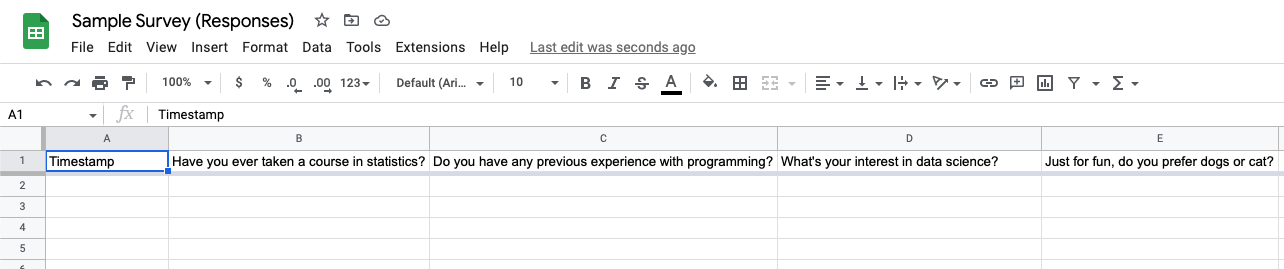 Sample Survey (Responses)
File Edit View Insert Format Data Tools Extensions Help Last edit was seconds ago
100% $ % .0 .00 123 Default (Ari... 10 B I S A Σ
A1 fx Timestamp
A B C D E
1 Timestamp Have you ever taken a course in statistics? Do you have any previous experience with programming? What's your interest in data science? Just for fun, do you prefer dogs or cat?
2
3
4
5